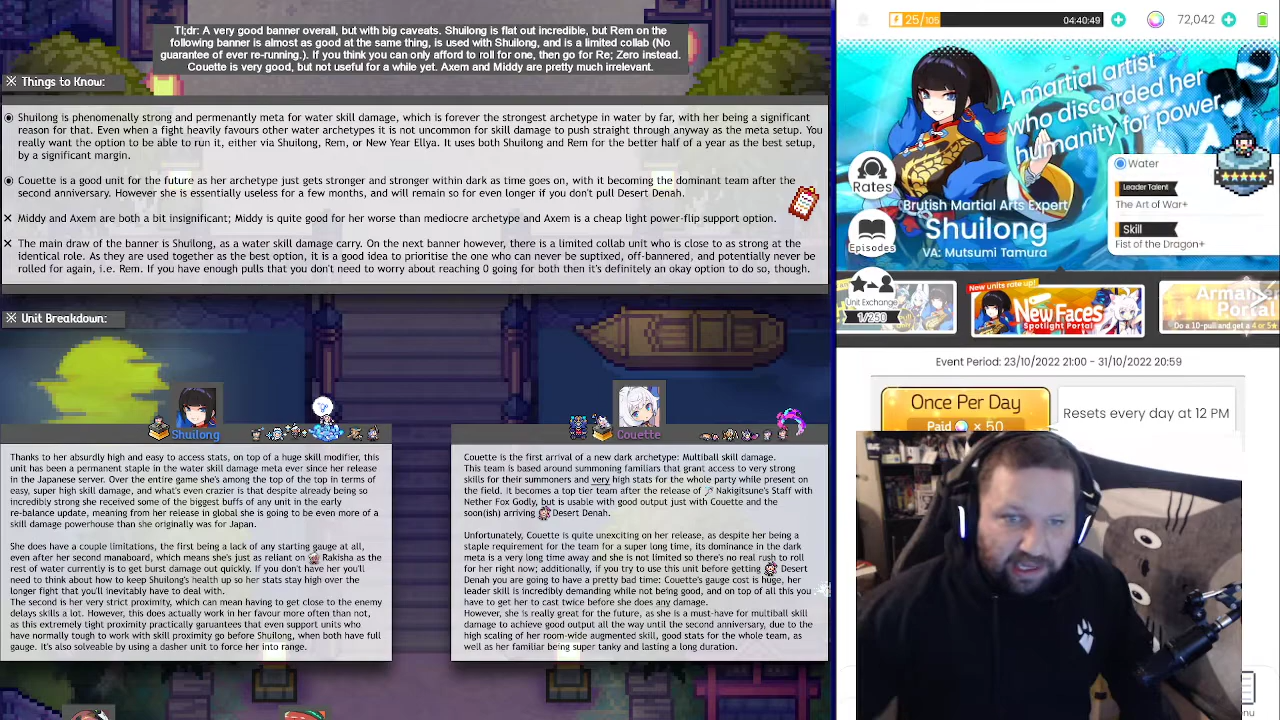 Tl;dr: A very good banner overall, but with big caveats. Shuilong is flat out incredible, but Rem on the
following banner is almost as good at the same thing, is used with Shuilong, and is a limited collab (No
guarantee of returning.). If you think you can only afford to roll for one, then go for Re; Zero instead.
Couette is very good, but not useful for a while yet. Axem and Middy are pretty much irrelevant.
※ Things to Know:
Shuilong is phenomenally strong and permanently meta for water skill damage, which is forever the strongest archetype in water by far, with her being a significant
reason for that. Even when a fight heavily favours other water archetypes, it's not uncommon for skill damage to push straight through anyway as the meta setup. You
really want the option to be able to run it either via Shuilong, Rem, or the later Ellya. It uses both Shuilong and Rem for the better half of a year as the best setup,
by a significant margin.
Couette is a good unit for the future as her archetype just gets stronger and stronger for dark as time goes on, with it becoming the dominant team after the
second anniversary. However it is currently almost entirely useless for a few months, and will remain so for even longer if you don't pull Desert Denah.
Middy and Axem are both a bit meh; Middy is a self-sustaining unit for the niche water sustain archetype and Axem is a cheap light power-flip support option.
The main draw of the banner is Shuilong, an water skill damage carry. On the next banner however, there is a limited collab unit who is close to as strong at the
identical role. As they get used together, it is also not a good idea to pull for one who can never be suptixed, off-bannered, and potentially never be
rolled for again, i.e. Rem. If you have enough gems that you don't need to worry about reaching 0 going for both then it's definitely an okay option to do so, though.
※ Unit Breakdown:
Shuilong
Thanks to her absurdly high and easy to access stats, on top of a huge skill modifier, this
unit has been a permanent staple in the endgame meta ever since her release
in the Japanese server. Over the entire game she's among the top of the top in terms of
easy, super high skill damage, and what's even crazier is that despite already being so
incredibly strong she received some of the biggest buffs of any unit in the early stat
re-balance update, meaning from her release in global she is going to be even more of a
skill damage powerhouse than she was for Japan.
She does have a couple limitations, the first being a lack of any starting gauge at all,
even after her second manaboard, which means she's just as reliant on Rakisha as the
rest of water currently is to get burst damage out quickly. If you don't have her you'll
need to think about how to keep Shuilong's health up so her stats stay high over the
longer fight that you'll inevitably have to deal with.
The second is her very strict proximity, which can mean having to get close to the enemy
delays skills a lot. However this does actually work in her favour more often than not,
as this extremely tight proximity practically garuantees that even support units who
have normally tough to work with skill proximity go before Shuilong, when both have full
gauge. It's also solveable by using a dasher unit to force her into range.
Couette
Couette is the first arrival of a new dark archetype: Multiball skill damage.
This team is based around summoning familiars that grant access to very strong
skills for their summoners and very high stats for the whole party while present on
the field. It becomes a top tier team after the release of Nakigitsune's Staff with
further Fox Godly, but is usable with good output just with Couette and the
soon(ish) arriving Desert Denah.
Unfortunately, Couette is quite unexciting on her release, as despite her being a
staple requirement for the team for a super long time, its domination in the dark
meta is a very long time away and she is not limited, so there's no real rush to roll
for her right now; additionally, if you try to use this unit before getting Desert
Denah you are going to have a pretty bad time: Couette's gauge cost is huge, her
leader skill is incredibly demanding while not being good, and on top of all this you
have to get her to cast twice before she does any damage.
However, she is really great for the future, as she is a must-have for multiball skill
damage to achieve good output all the way until the second anniversary, due to the
high scaling of her room-wide augmented skill, good stats for the whole team, as
well as her familiar being super tanky and lasting a long duration.
25/105
04:40:49
72,042
A martial artist
who discarded her
humanity for power.
Rates
Episodes
Brutish Martial Arts Expert
Shuilong
VA: Mutsumi Tamura
Water
Leader Talent
The Art of War+
Skill
Fist of the Dragon+
Unit Exchange
1/250
New units rate up!
New Faces
Spotlight Portal
Armament
Portal
Do a 10-pull and get a 4 or 5★
Event Period: 23/10/2022 21:00 - 31/10/2022 20:59
Once Per Day
Paid × 50
Resets every day at 12 PM